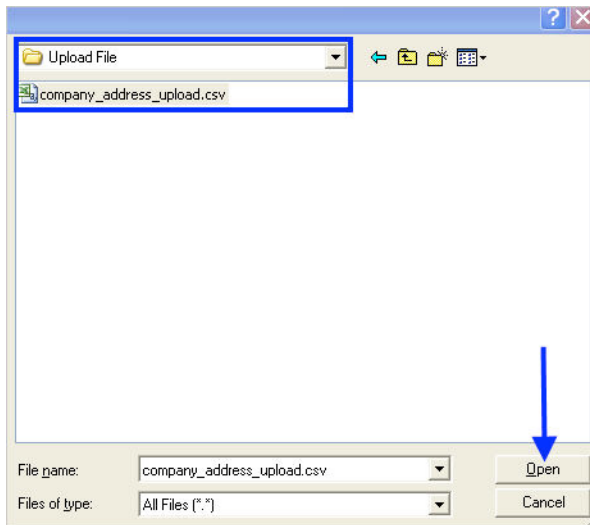 Upload File
company_address_upload.csv
File name: company_address_upload.csv Open
Files of type: All Files (*.*) Cancel